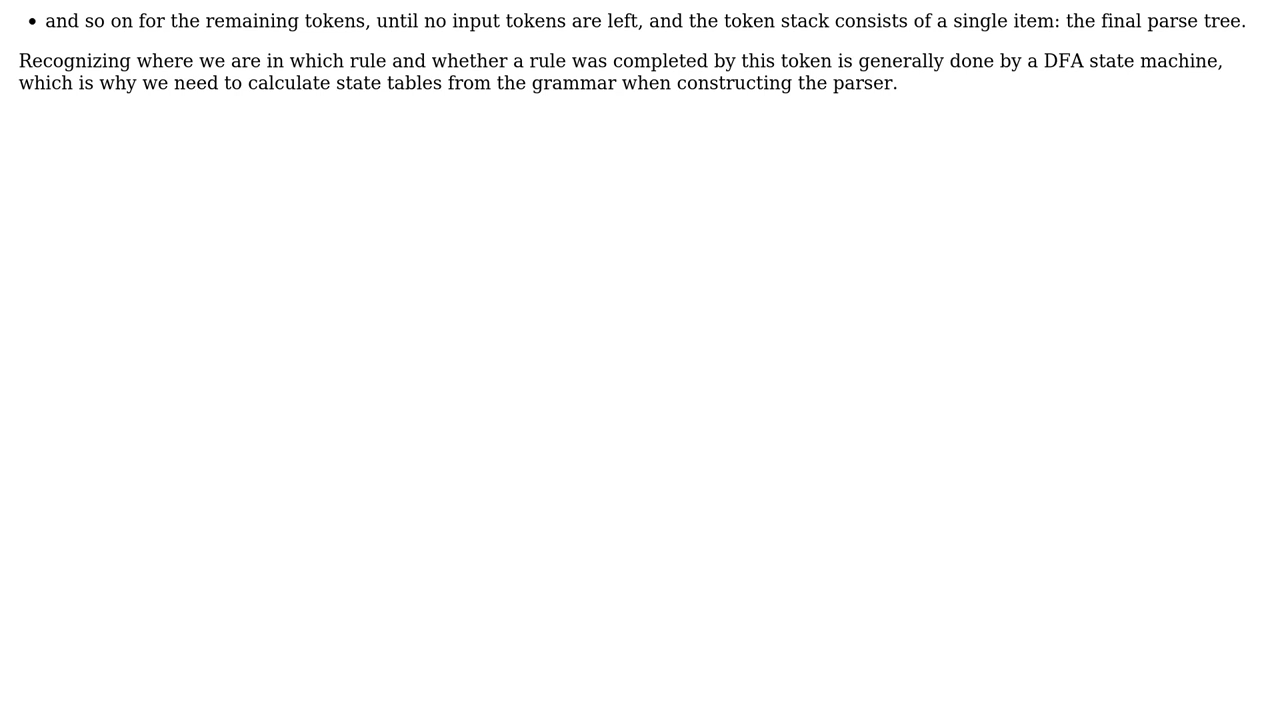 • and so on for the remaining tokens, until no input tokens are left, and the token stack consists of a single item: the final parse tree.
Recognizing where we are in which rule and whether a rule was completed by this token is generally done by a DFA state machine,
which is why we need to calculate state tables from the grammar when constructing the parser.